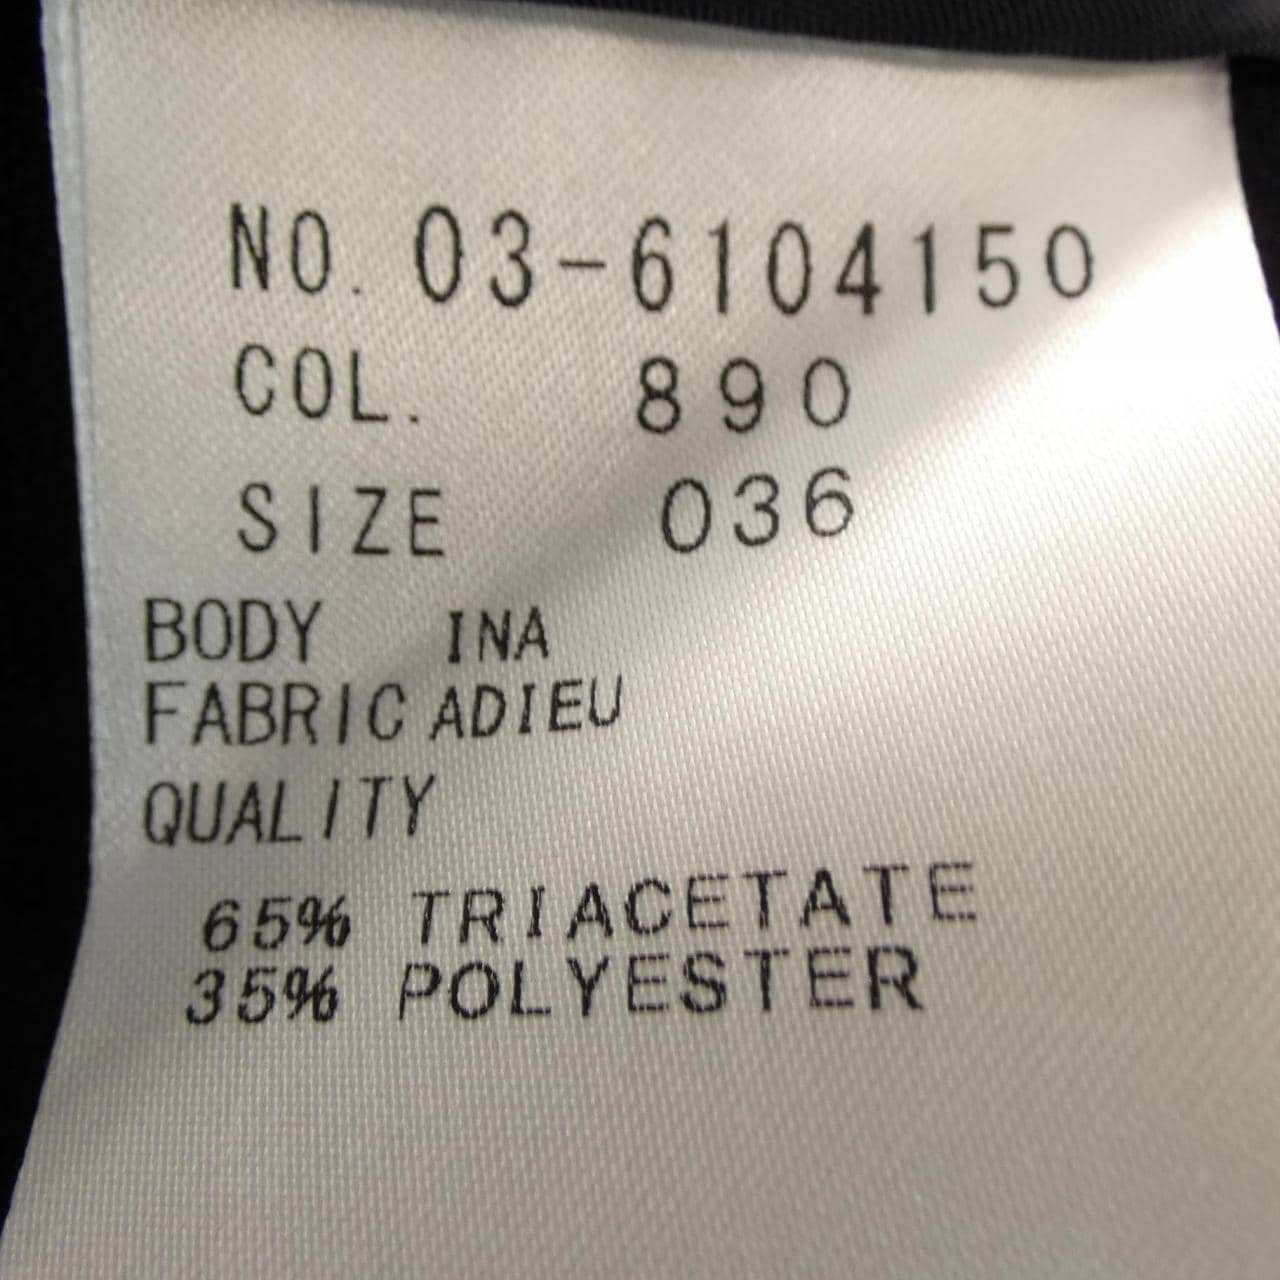 NO. 03-6104150
COL. 890
SIZE 036
BODY INA
FABRIC ADIEU
QUALITY
65% TRIACETATE
35% POLYESTER